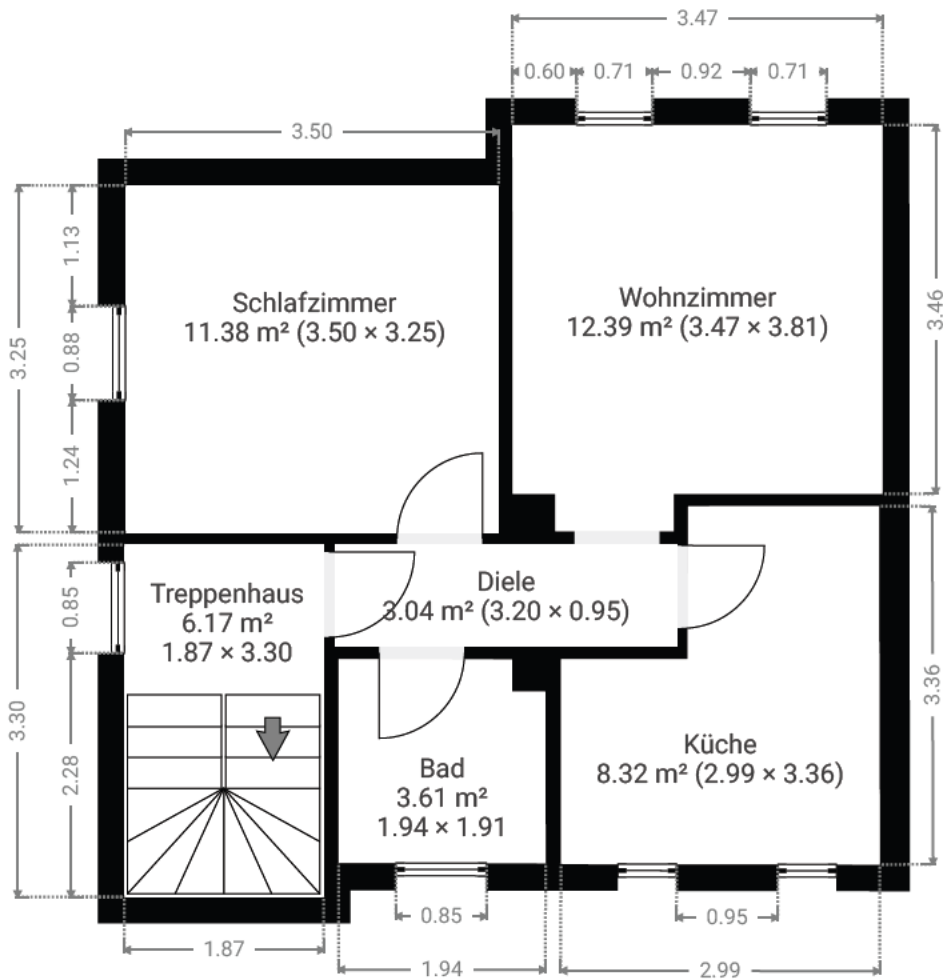 3.47
0.60
0.71
0.92
0.71
3.50
3.25
1.13
0.88
1.24
Schlafzimmer
11.38 m² (3.50 × 3.25)
Wohnzimmer
12.39 m² (3.47 × 3.81)
3.46
Treppenhaus
6.17 m²
1.87 × 3.30
Diele
3.04 m² (3.20 × 0.95)
0.85
3.30
2.28
3.36
Bad
3.61 m²
1.94 × 1.91
Küche
8.32 m² (2.99 × 3.36)
0.85
0.95
1.87
1.94
2.99